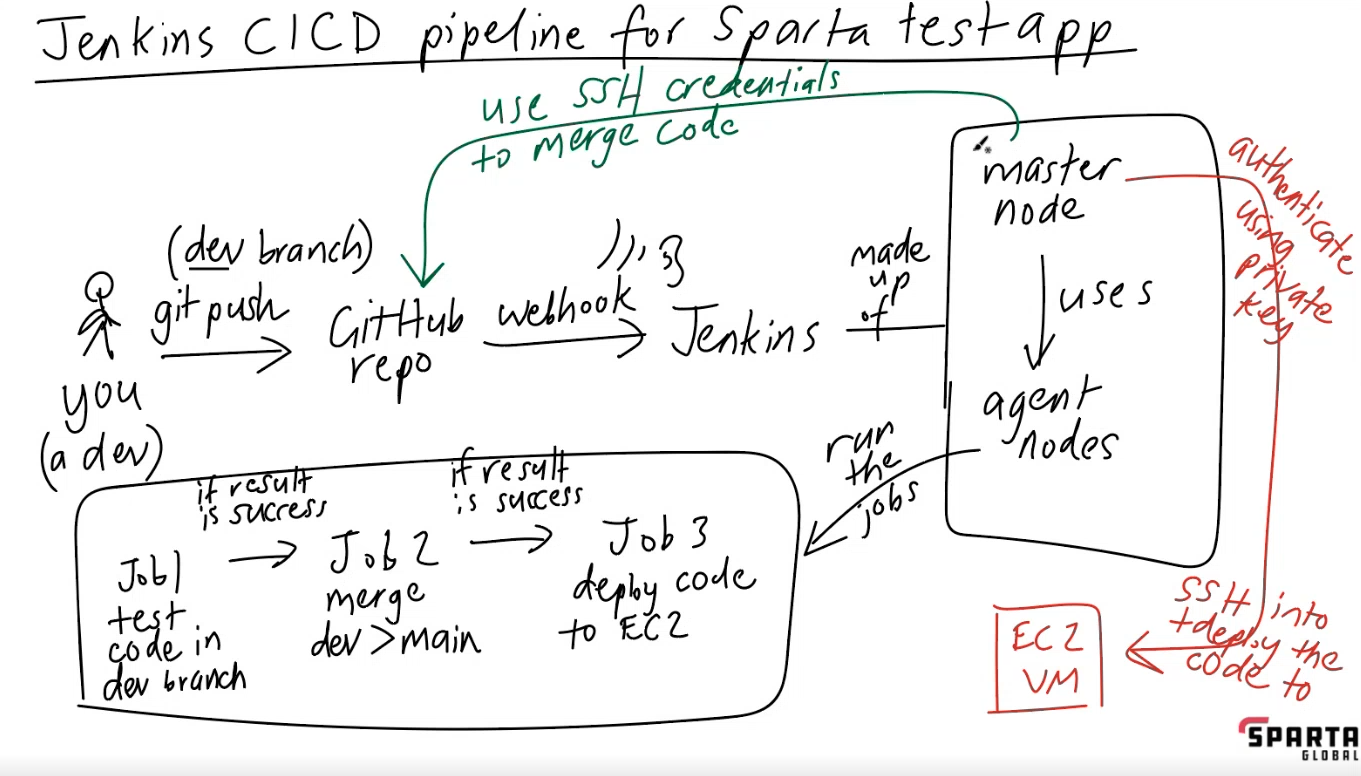 Jenkins CICD pipeline for Sparta test app
use SSH credentials
to merge code
(dev branch)
git push
you
(a dev)
GitHub
repo
webhook
Jenkins
made
up
of
master
node
uses
agent
nodes
authenticate
using
private
key
run
the
jobs
if result
is success
if result
is success
Job 1
test
code in
dev branch
Job 2
merge
dev > main
Job 3
deploy code
to EC2
EC2
VM
SSH into
+ deploy the
code to
SPARTA
GLOBAL